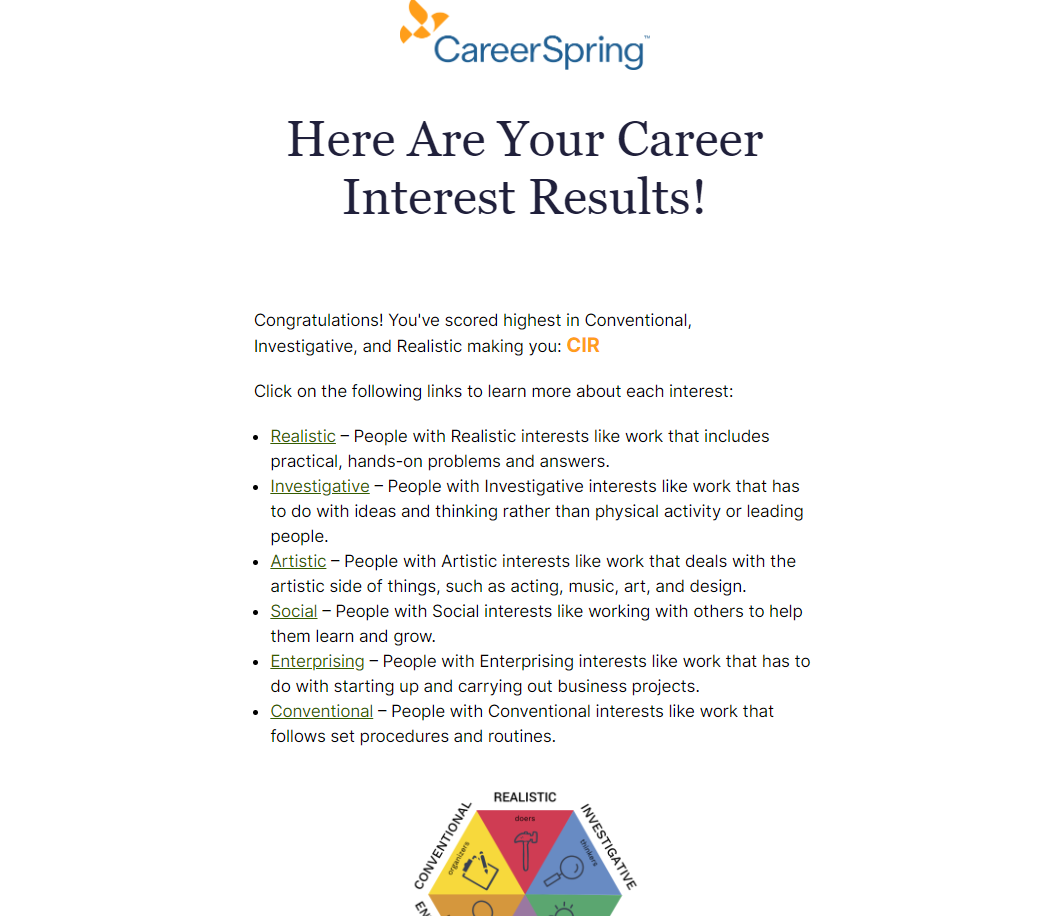 CareerSpring™
Here Are Your Career
Interest Results!
Congratulations! You've scored highest in Conventional,
Investigative, and Realistic making you: CIR
Click on the following links to learn more about each interest:
• Realistic – People with Realistic interests like work that includes
practical, hands-on problems and answers.
• Investigative – People with Investigative interests like work that has
to do with ideas and thinking rather than physical activity or leading
people.
• Artistic – People with Artistic interests like work that deals with the
artistic side of things, such as acting, music, art, and design.
• Social – People with Social interests like working with others to help
them learn and grow.
• Enterprising – People with Enterprising interests like work that has to
do with starting up and carrying out business projects.
• Conventional – People with Conventional interests like work that
follows set procedures and routines.
REALISTIC
doers
CONVENTIONAL
organizers
INVESTIGATIVE
thinkers